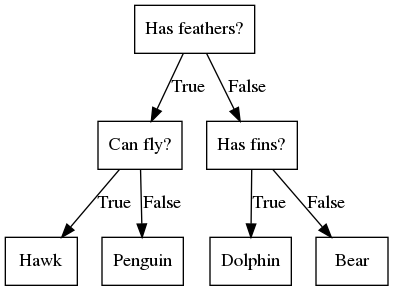 Has feathers?
True
False
Can fly?
Has fins?
True
False
True
False
Hawk
Penguin
Dolphin
Bear